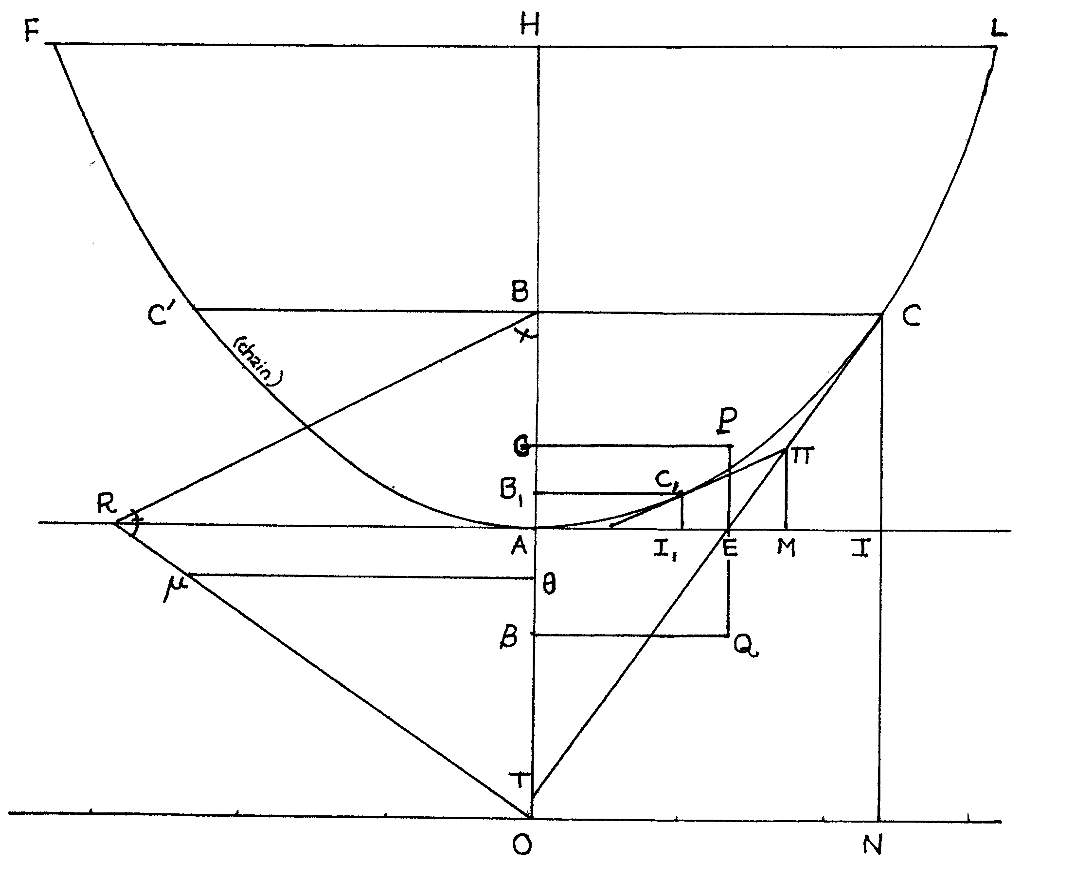 F H L
C' B C
(chain)
x
G P
Π
B₁ C₁
R
A I₁ E M I
μ θ
β Q
T
O N